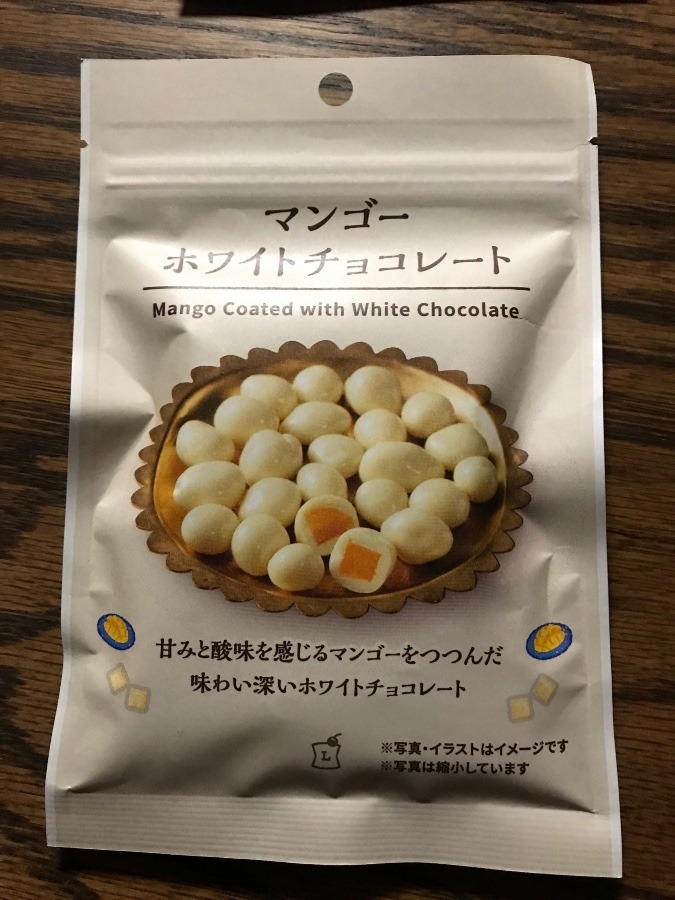 マンゴー
ホワイトチョコレート
Mango Coated with White Chocolate
甘みと酸味を感じるマンゴーをつつんだ
味わい深いホワイトチョコレート
L
※写真・イラストはイメージです
※写真は縮小しています